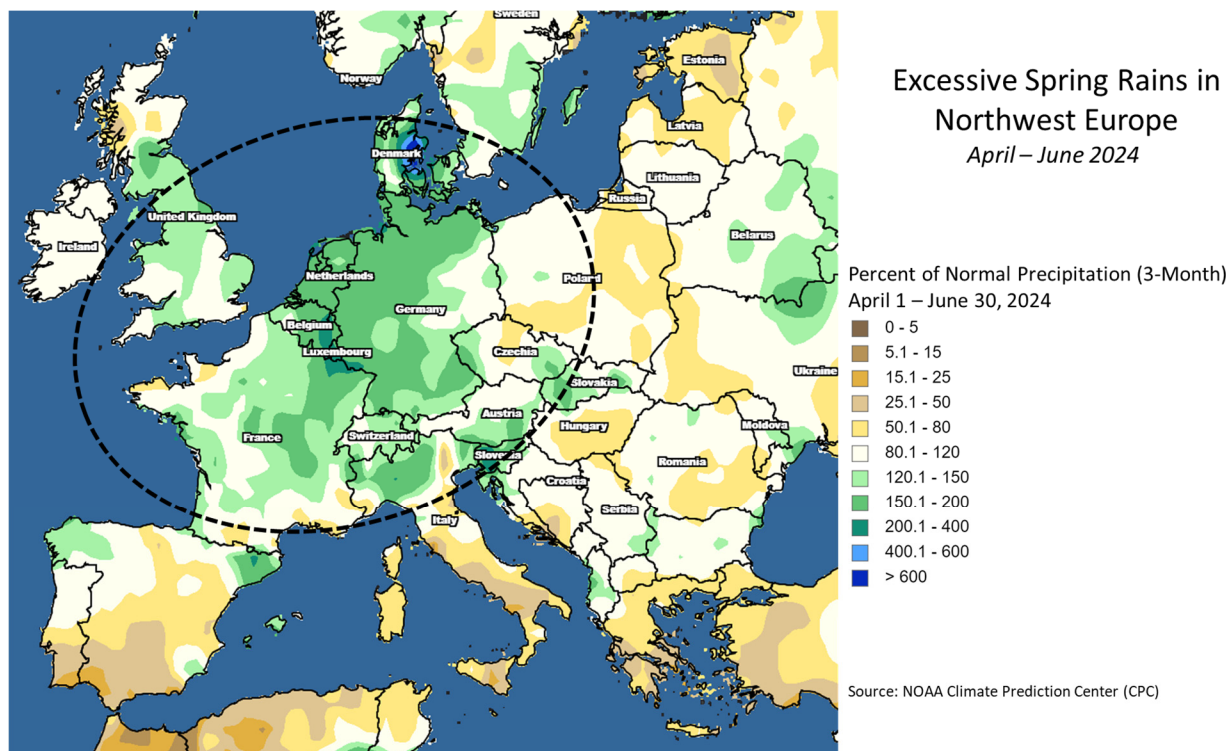 Excessive Spring Rains in
Northwest Europe
April – June 2024
Sweden
Norway
Estonia
Latvia
Denmark
Lithuania
Russia
United Kingdom
Belarus
Ireland
Netherlands
Poland
Germany
Belgium
Luxembourg
Czechia
Ukraine
Slovakia
Austria
Hungary
Moldova
France
Switzerland
Slovenia
Romania
Croatia
Serbia
Italy
Percent of Normal Precipitation (3-Month)
April 1 – June 30, 2024
0 - 5
5.1 - 15
15.1 - 25
25.1 - 50
50.1 - 80
80.1 - 120
120.1 - 150
150.1 - 200
200.1 - 400
400.1 - 600
> 600
Source: NOAA Climate Prediction Center (CPC)